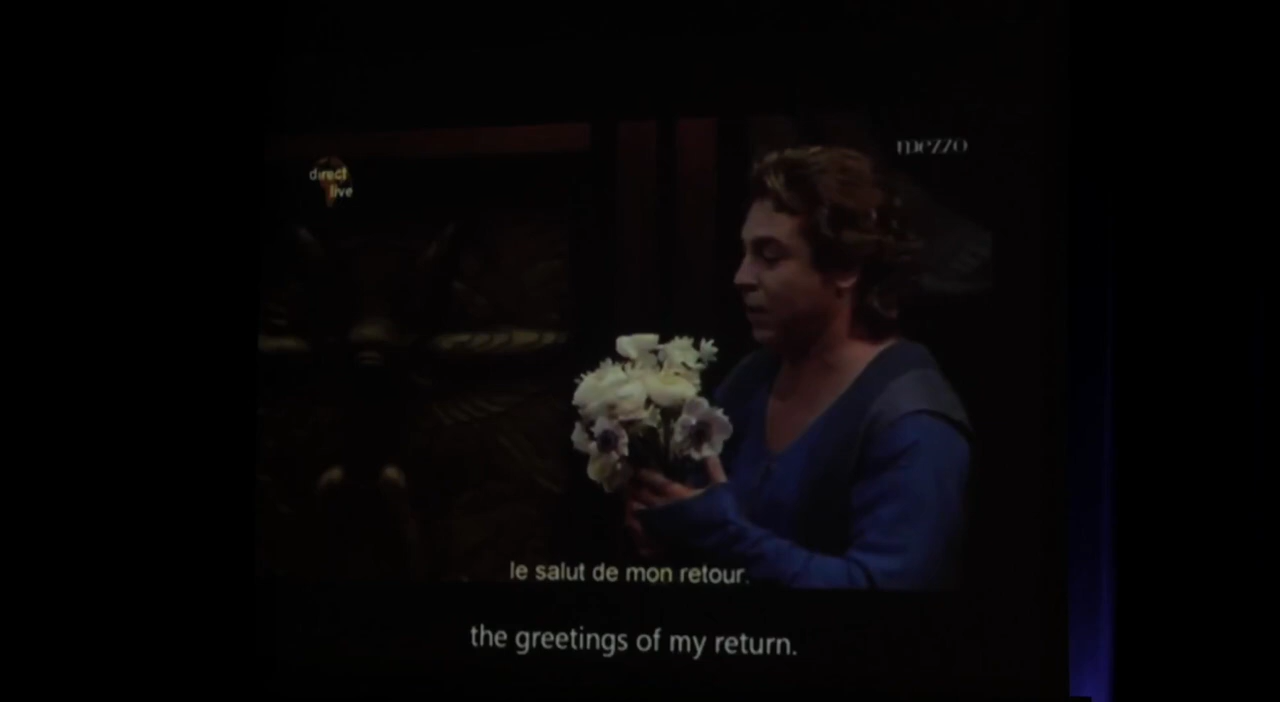 mezzo
direct
live
le salut de mon retour.
the greetings of my return.